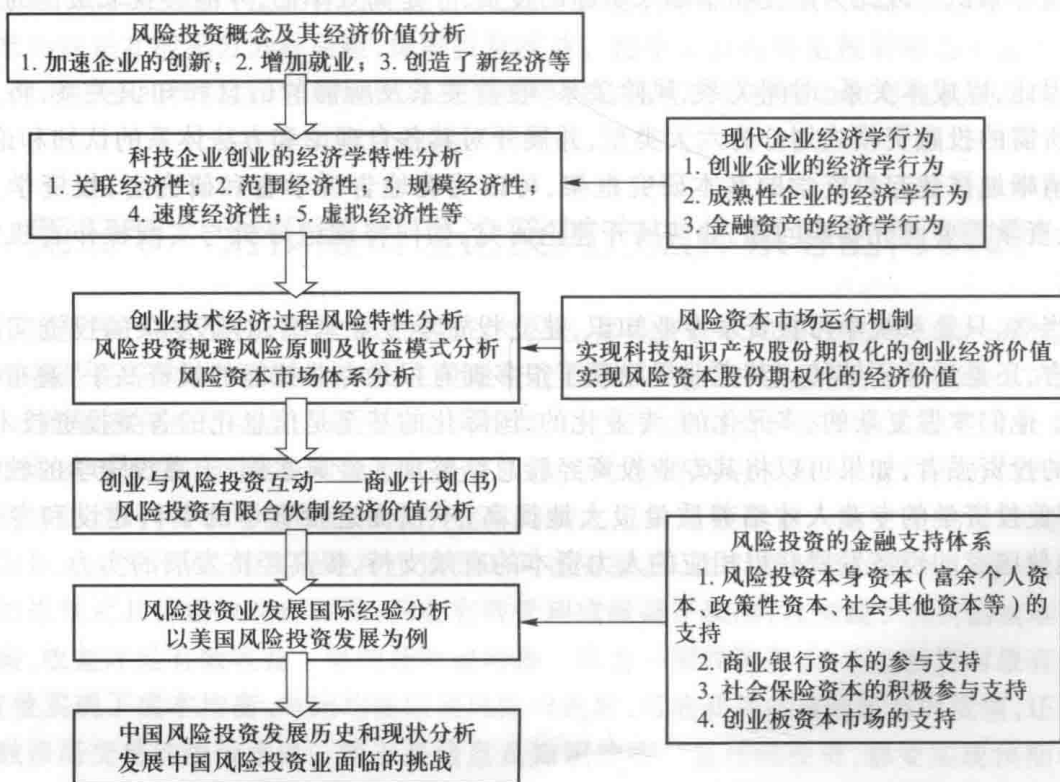 风险投资概念及其经济价值分析
1. 加速企业的创新；2. 增加就业；3. 创造了新经济等
科技企业创业的经济学特性分析
1. 关联经济性；2. 范围经济性；3. 规模经济性；
4. 速度经济性；5. 虚拟经济性等
现代企业经济学行为
1. 创业企业的经济学行为
2. 成熟性企业的经济学行为
3. 金融资产的经济学行为
创业技术经济过程风险特性分析
风险投资规避风险原则及收益模式分析
风险资本市场体系分析
风险资本市场运行机制
实现科技知识产权股份期权化的创业经济价值
实现风险资本股份期权化的经济价值
创业与风险投资互动——商业计划(书)
风险投资有限合伙制经济价值分析
风险投资的金融支持体系
1. 风险投资本身资本(富余个人资
本、政策性资本、社会其他资本等)的
支持
2. 商业银行资本的参与支持
3. 社会保险资本的积极参与支持
4. 创业板资本市场的支持
风险投资业发展国际经验分析
以美国风险投资发展为例
中国风险投资发展历史和现状分析
发展中国风险投资业面临的挑战